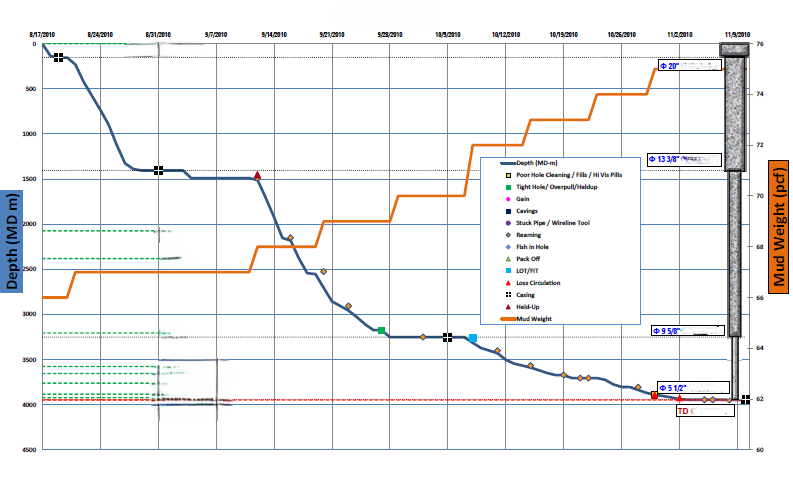 8/17/2010 8/24/2010 8/31/2010 9/7/2010 9/14/2010 9/21/2010 9/28/2010 10/5/2010 10/12/2010 10/19/2010 10/26/2010 11/2/2010 11/9/2010
0 76
Φ 20"
500 74
1000 72
Φ 13 3/8"
1500 70
2000 68
2500 66
3000 64
3500 62
4000 60
4500
Depth (MD m)
Mud Weight (pcf)
Depth (MD-m)
Poor Hole Cleaning / Fills / Hi Vis Pills
Tight Hole/ Overpull/Heldup
Gain
Cavings
Stuck Pipe / Wireline Tool
Reaming
Fish in Hole
Pack Off
LOT/FIT
Loss Circulation
Casing
Held-Up
Mud Weight
Φ 9 5/8"
Φ 5 1/2"
TD